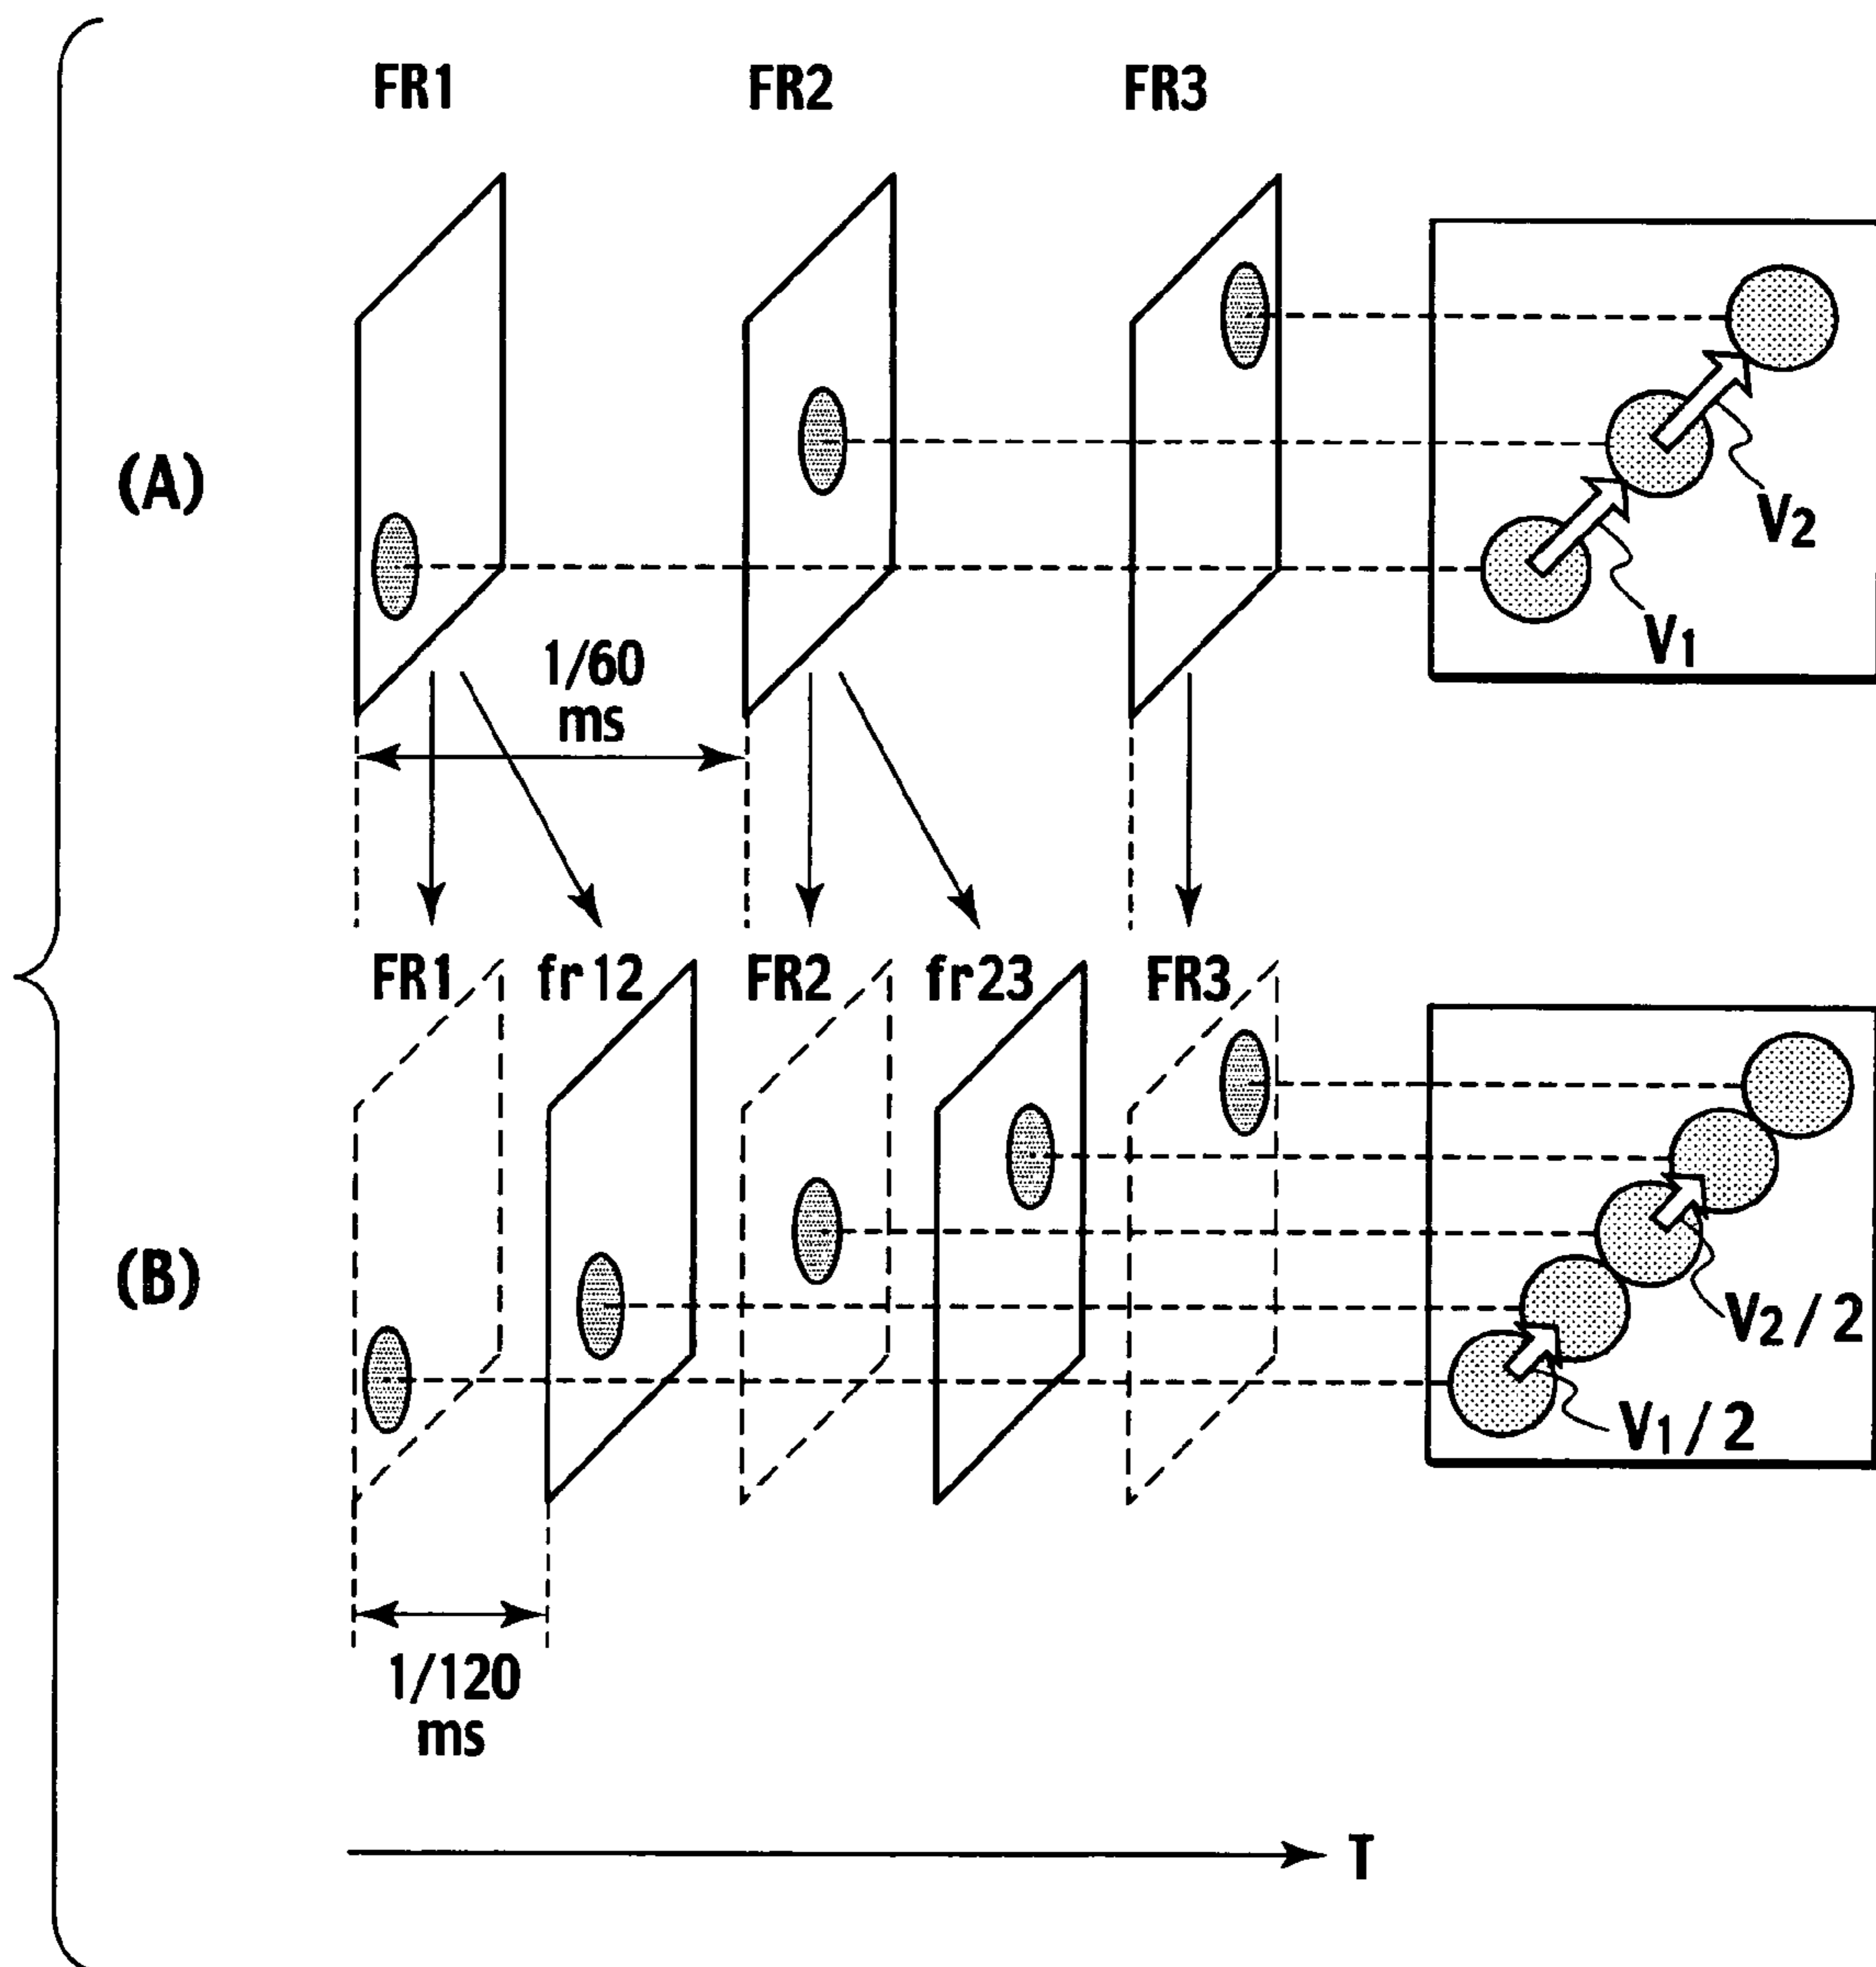 FR1 FR2 FR3
(A)
V2
V1
1/60
ms
FR1 fr12 FR2 fr23 FR3
(B)
V2/2
V1/2
1/120
ms
T